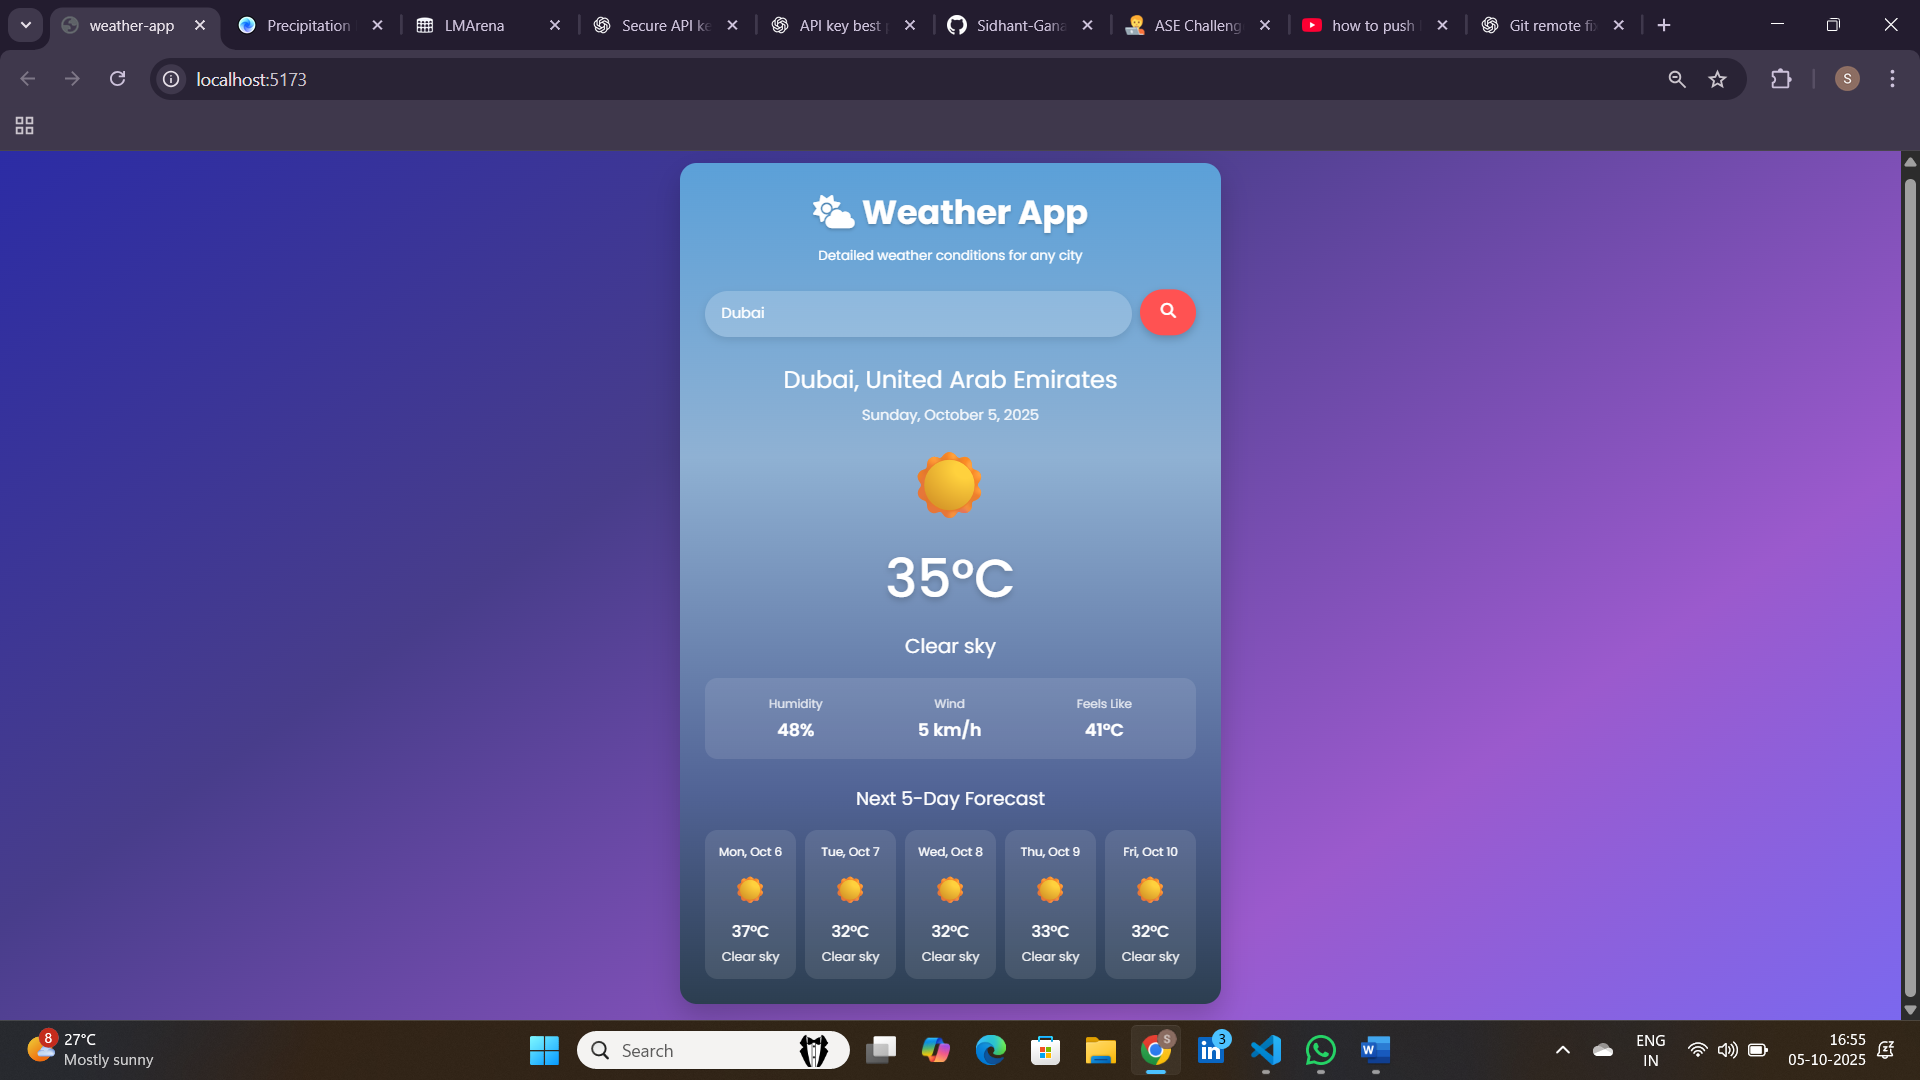 weather-app
Precipitation
LMArena
Secure API ke
API key best p
Sidhant-Gana
ASE Challeng
how to push
Git remote fix
localhost:5173
S
Weather App
Detailed weather conditions for any city
Dubai
Dubai, United Arab Emirates
Sunday, October 5, 2025
35°C
Clear sky
Humidity Wind Feels Like
48% 5 km/h 41°C
Next 5-Day Forecast
Mon, Oct 6 Tue, Oct 7 Wed, Oct 8 Thu, Oct 9 Fri, Oct 10
37°C 32°C 32°C 33°C 32°C
Clear sky Clear sky Clear sky Clear sky Clear sky
8
27°C
Mostly sunny
Search
S
3
ENG
IN
16:55
05-10-2025